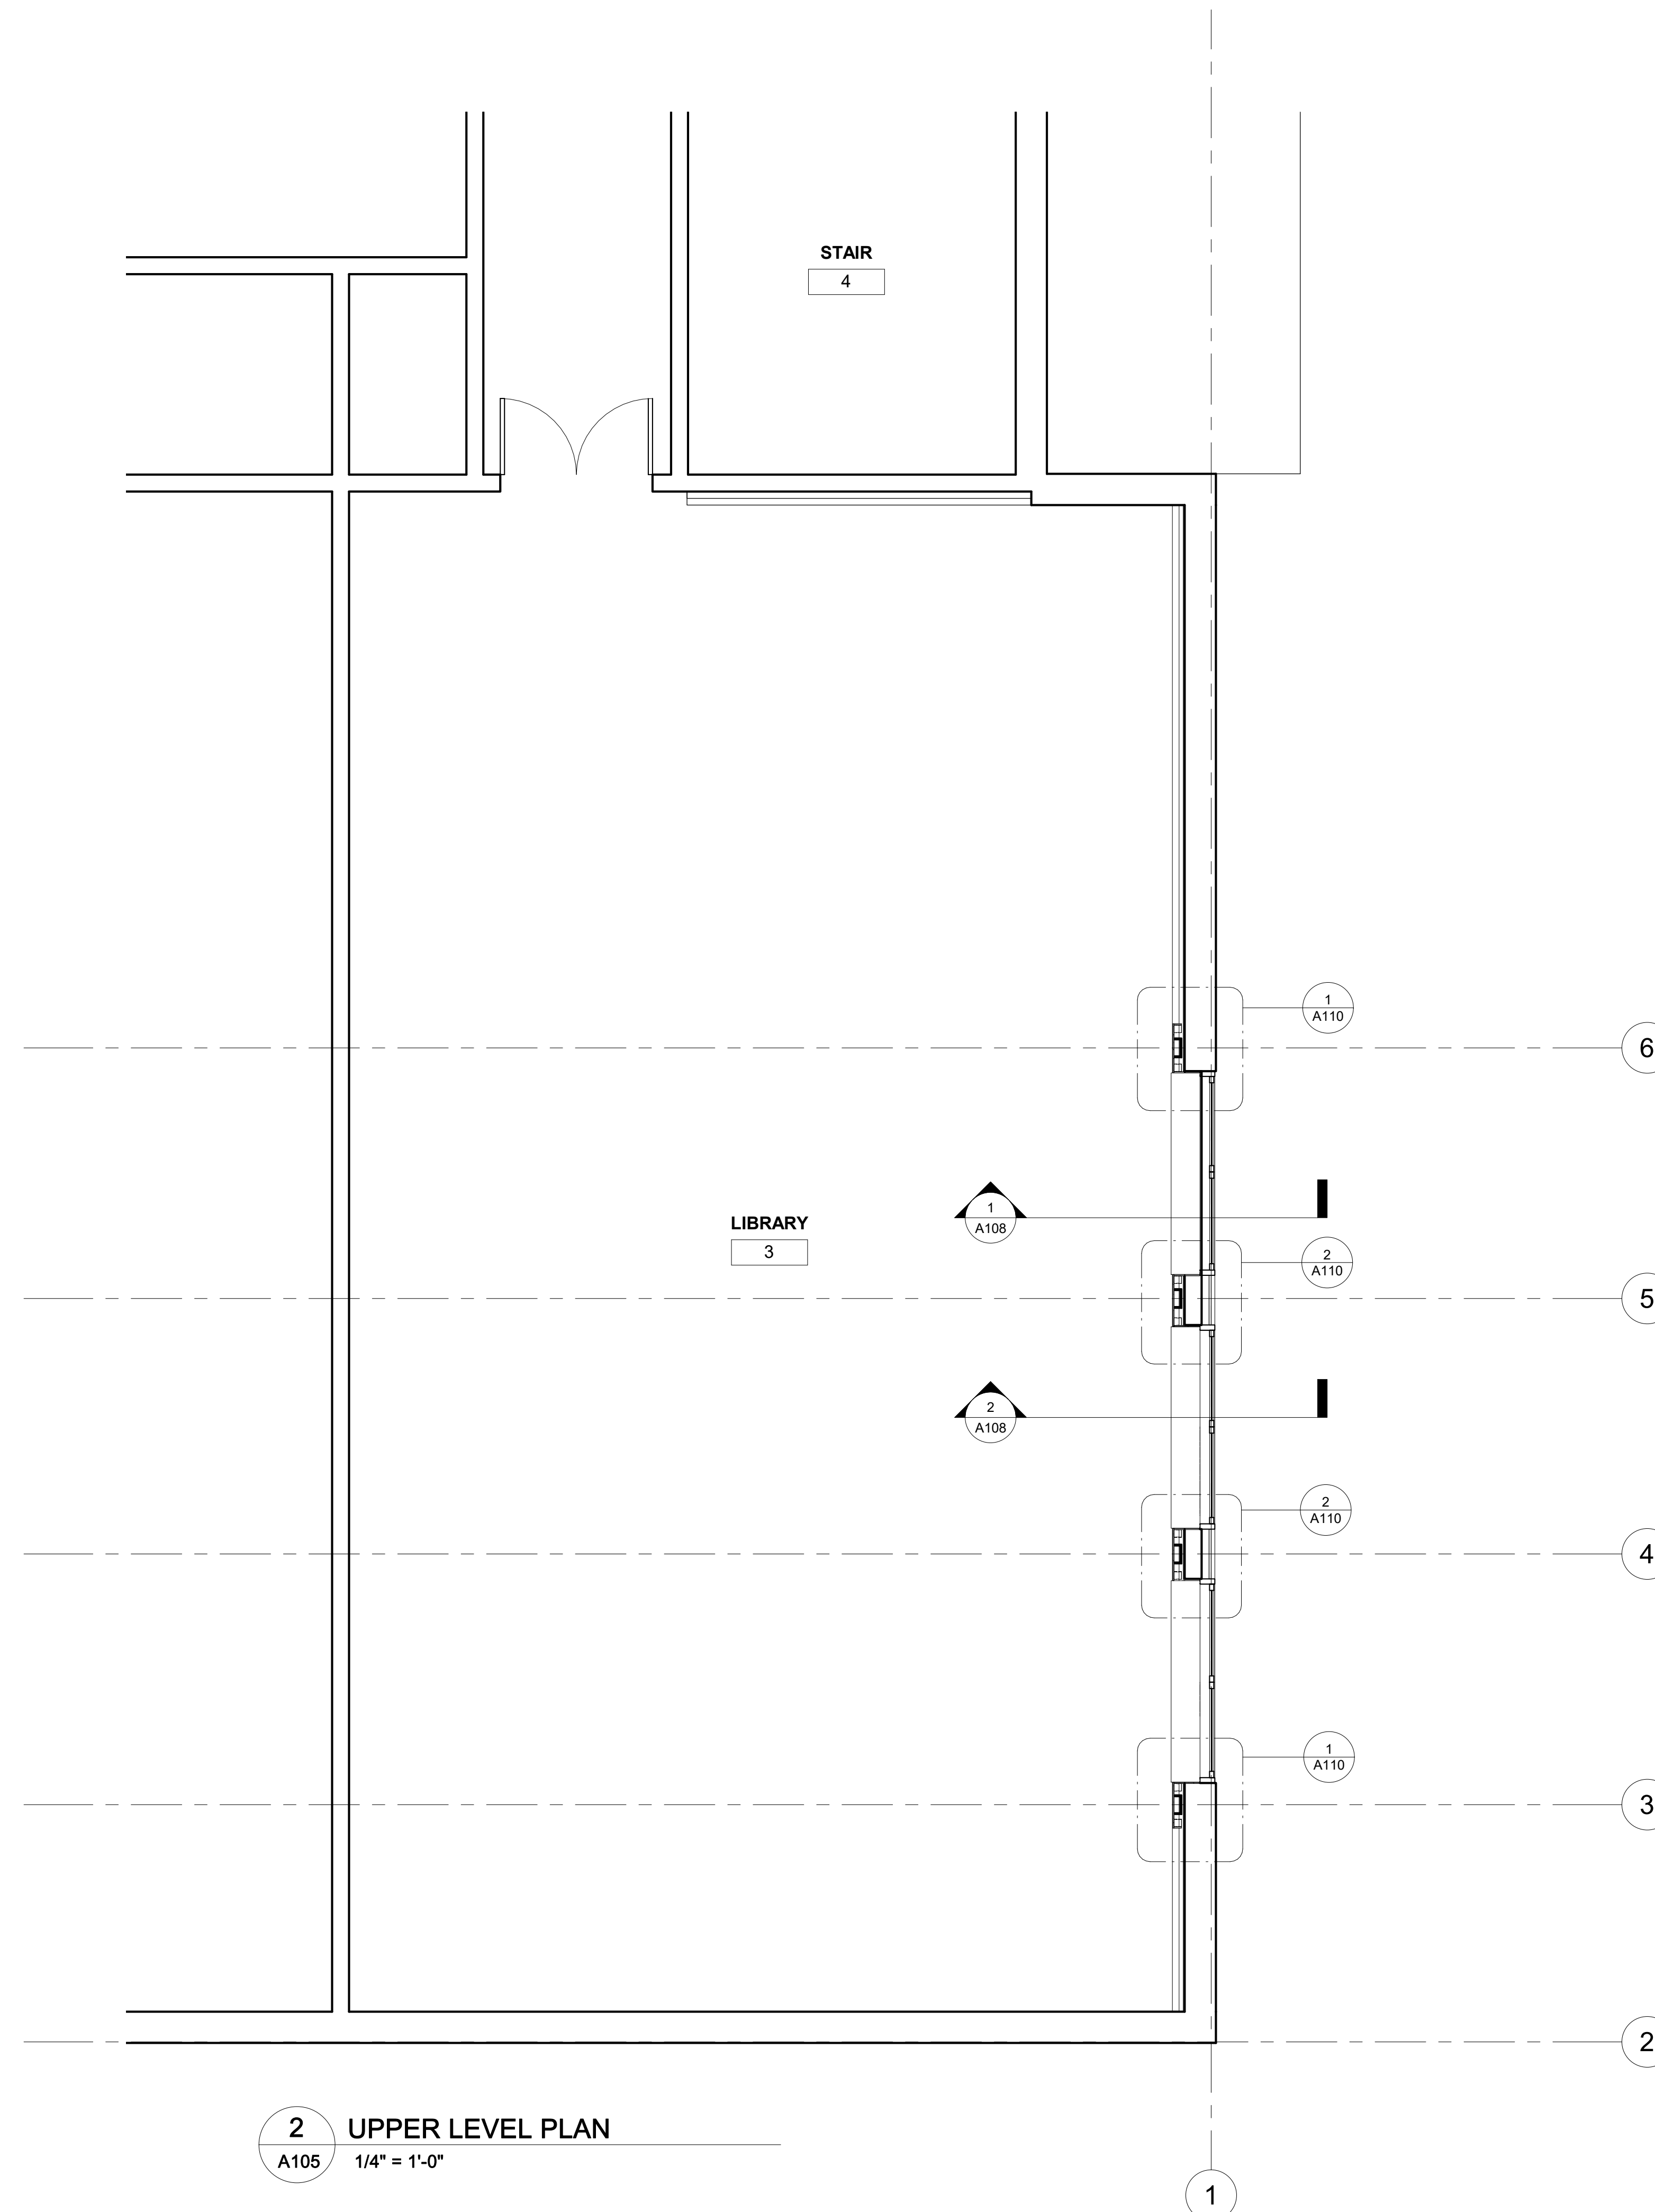 STAIR
4
1
A110
6
1
A108
LIBRARY
3
2
A110
5
2
A108
2
A110
4
1
A110
3
2
2
A105
UPPER LEVEL PLAN
1/4" = 1'-0"
1